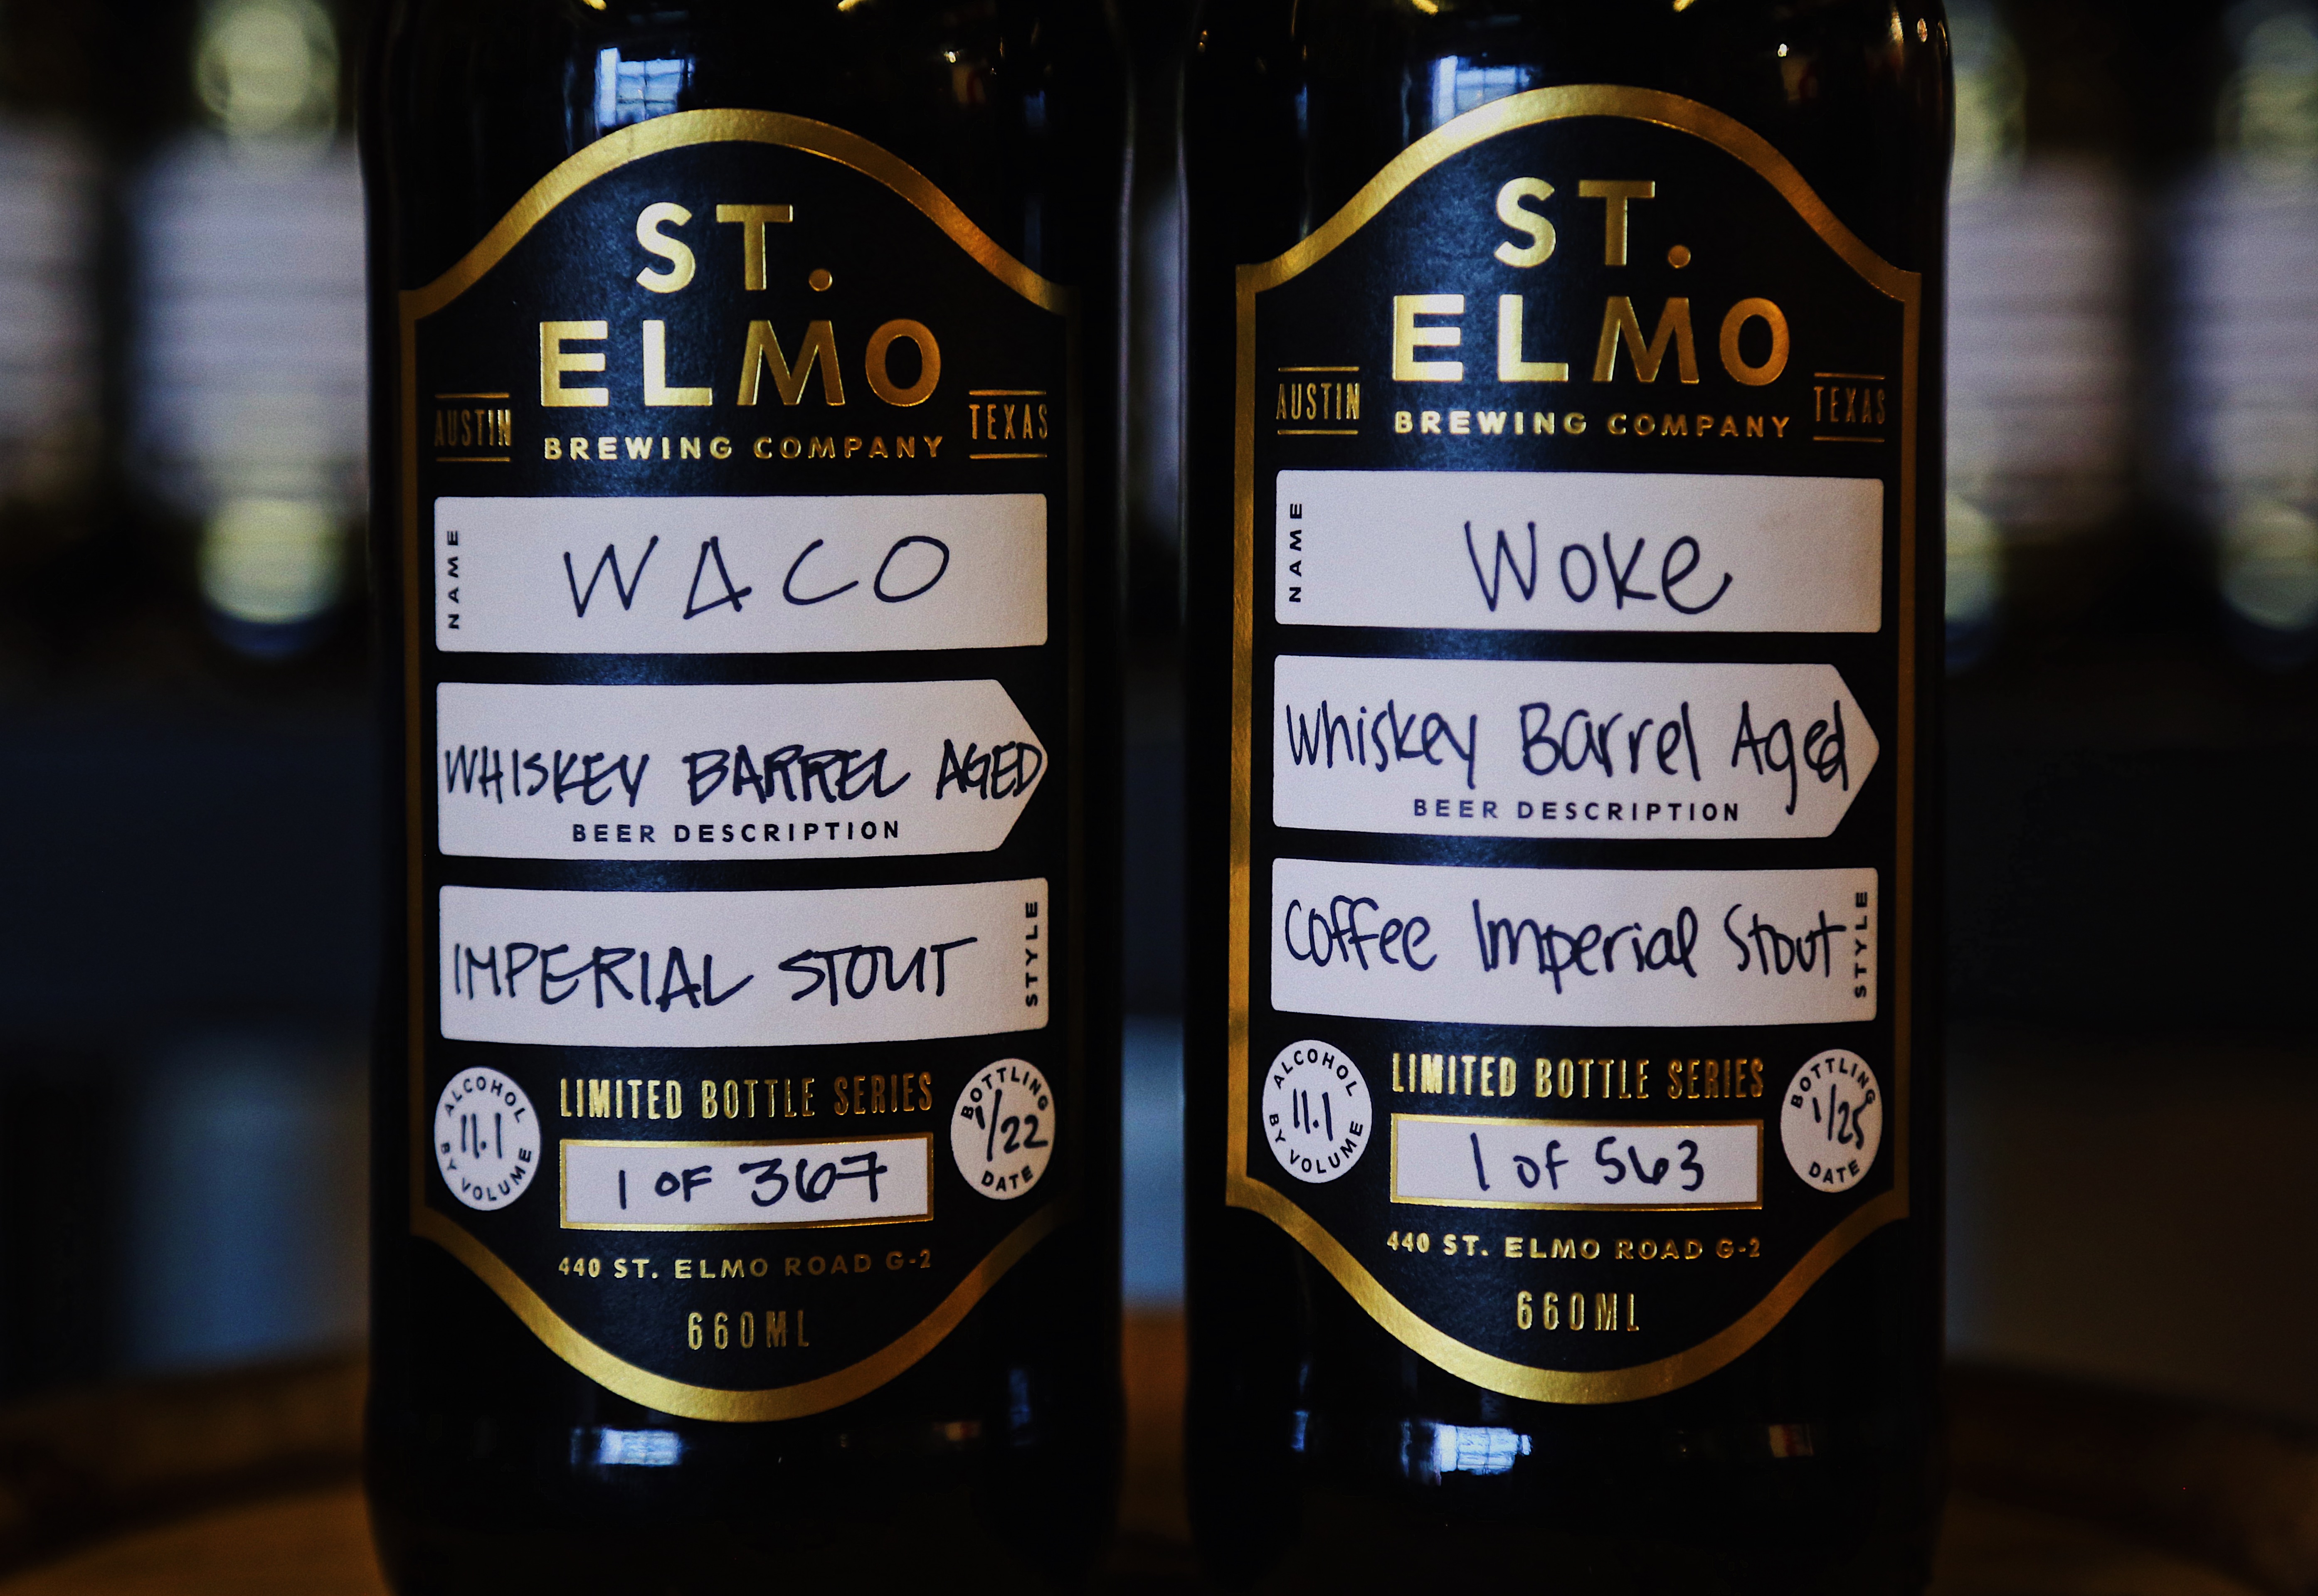 ST.
ELMO
AUSTIN
TEXAS
BREWING COMPANY
NAME
WACO
WHISKEY BARREL AGED
BEER DESCRIPTION
IMPERIAL STOUT
STYLE
ALCOHOL
11.1
BY VOLUME
LIMITED BOTTLE SERIES
1 OF 367
BOTTLING
1/22
DATE
440 ST. ELMO ROAD G-2
660ML
ST.
ELMO
AUSTIN
TEXAS
BREWING COMPANY
NAME
Woke
Whiskey Barrel Aged
BEER DESCRIPTION
Coffee Imperial Stout
STYLE
ALCOHOL
11.1
BY VOLUME
LIMITED BOTTLE SERIES
1 of 563
BOTTLING
1/25
DATE
440 ST. ELMO ROAD G-2
660ML